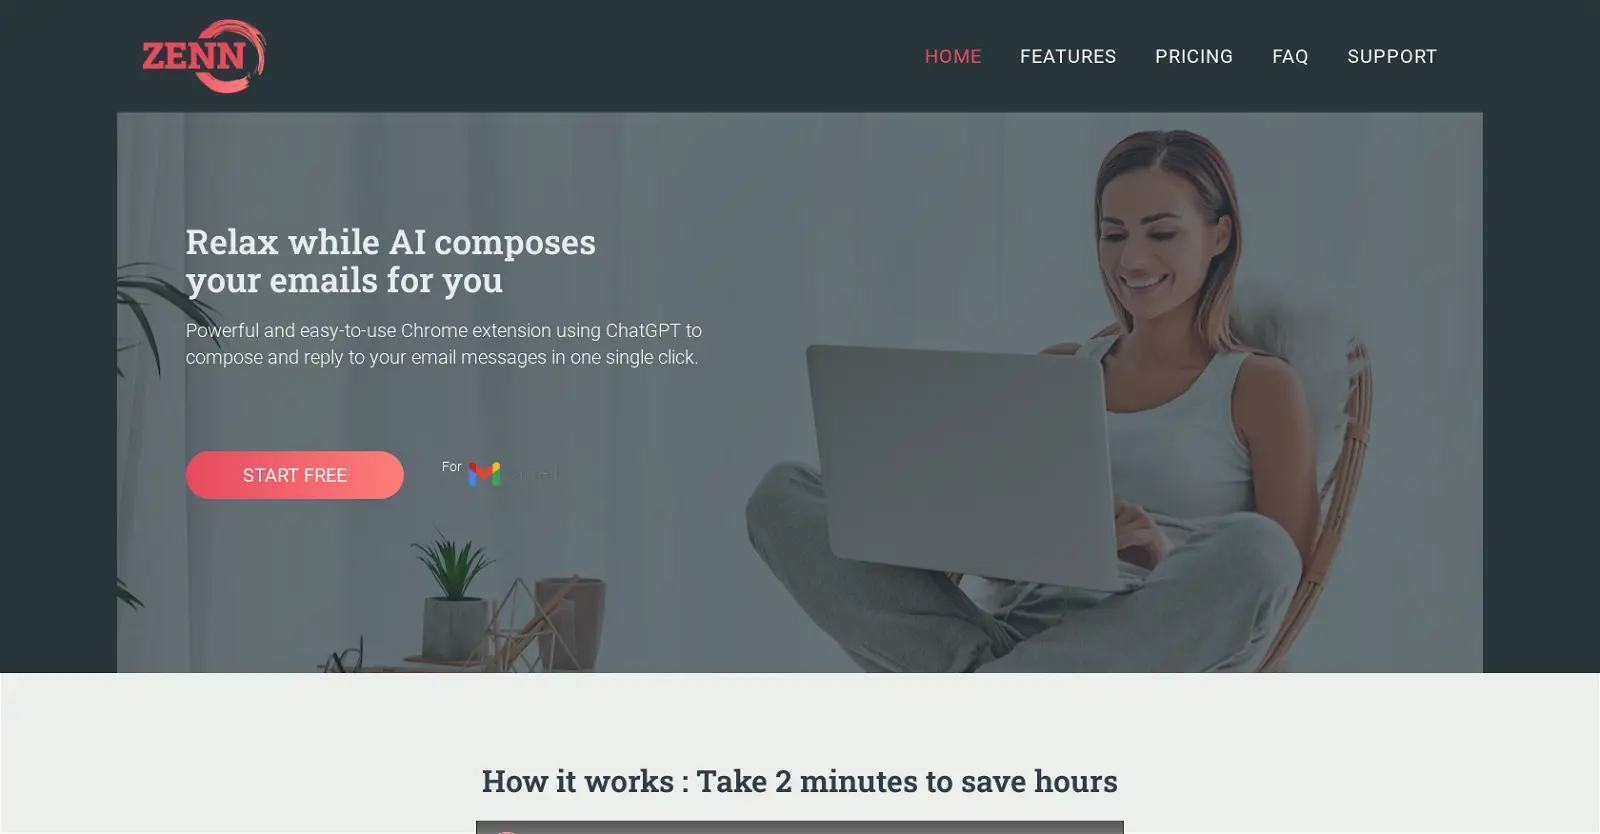 ZENN
HOME
FEATURES
PRICING
FAQ
SUPPORT
Relax while AI composes
your emails for you
Powerful and easy-to-use Chrome extension using ChatGPT to
compose and reply to your email messages in one single click.
START FREE
For
How it works : Take 2 minutes to save hours